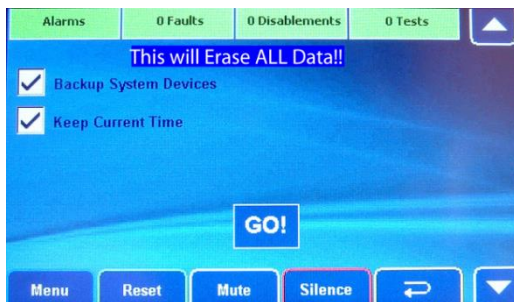 Alarms 0 Faults 0 Disablements 0 Tests
This will Erase ALL Data!!
Backup System Devices
Keep Current Time
GO!
Menu Reset Mute Silence